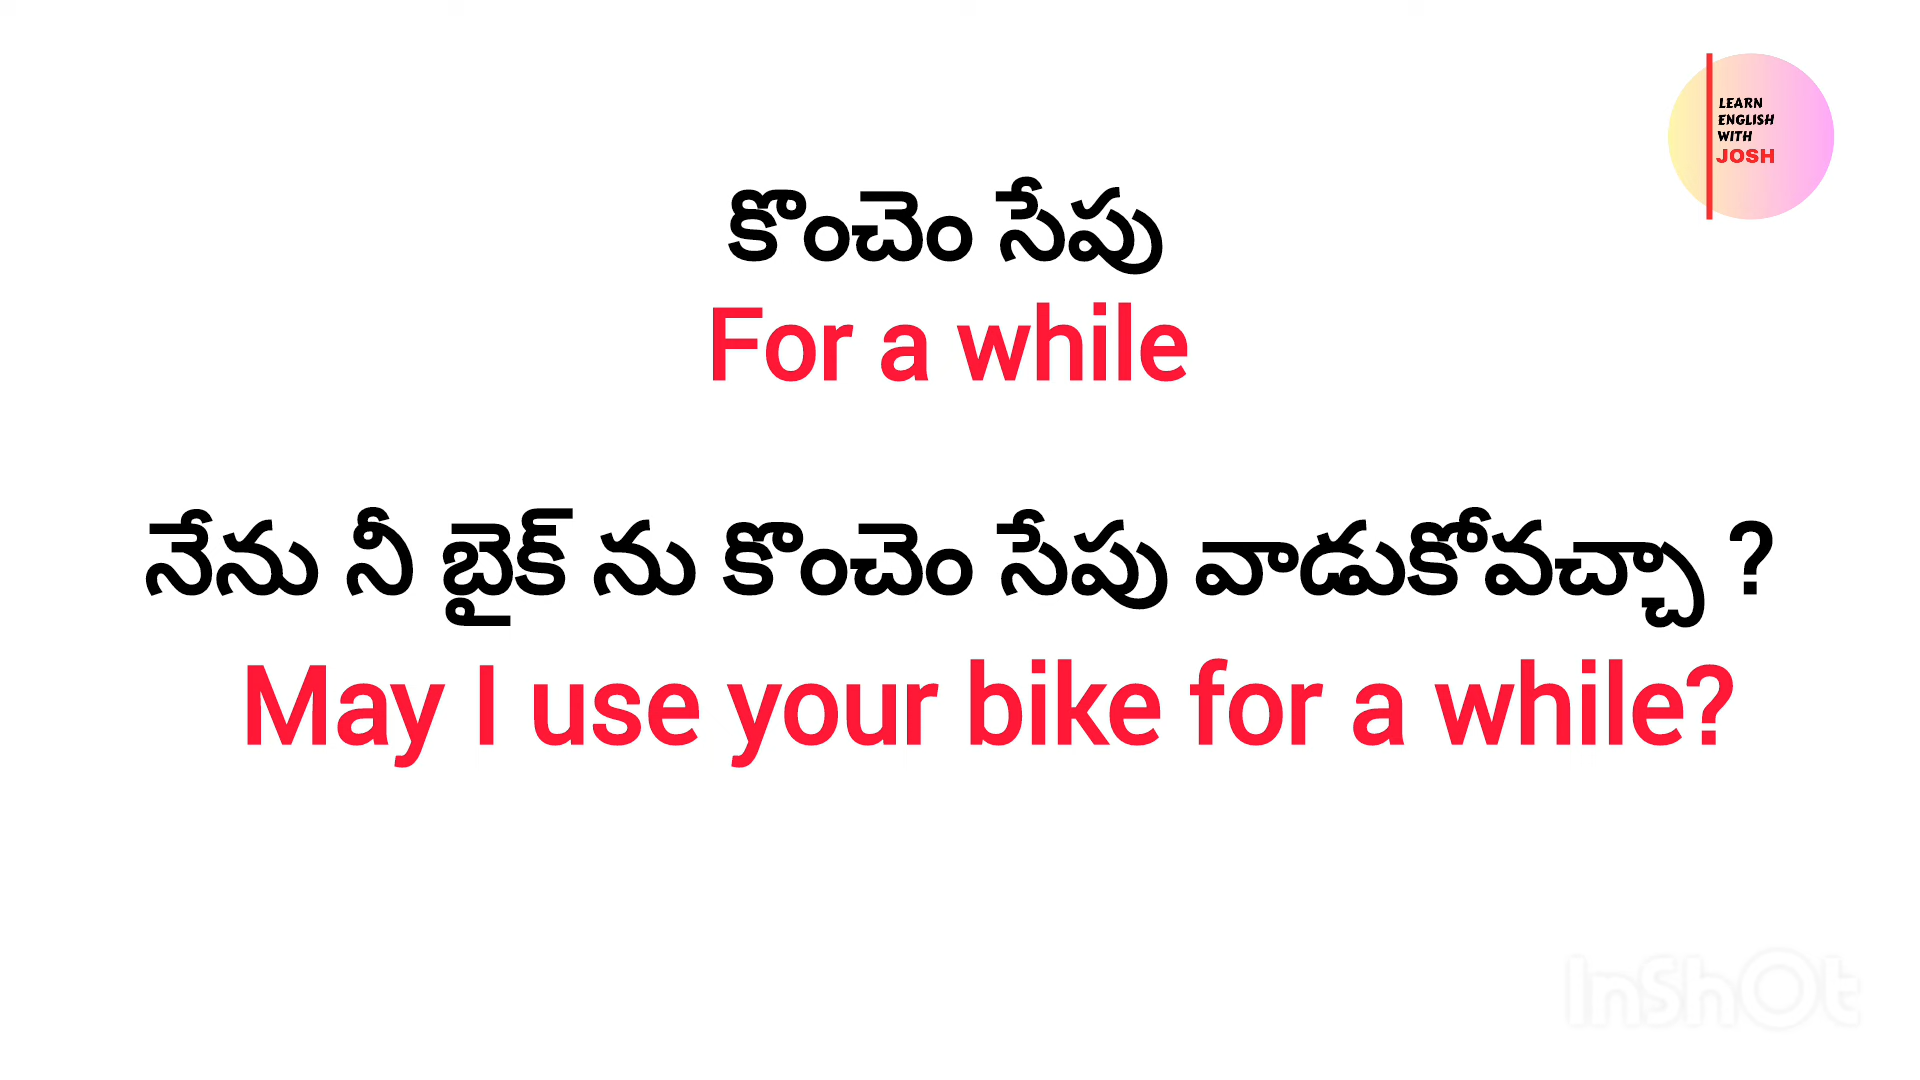 LEARN
ENGLISH
WITH
JOSH
కొంచెం సేపు
For a while
నేను నీ బైక్ ను కొంచెం సేపు వాడుకోవచ్చా ?
May I use your bike for a while?
InShOt